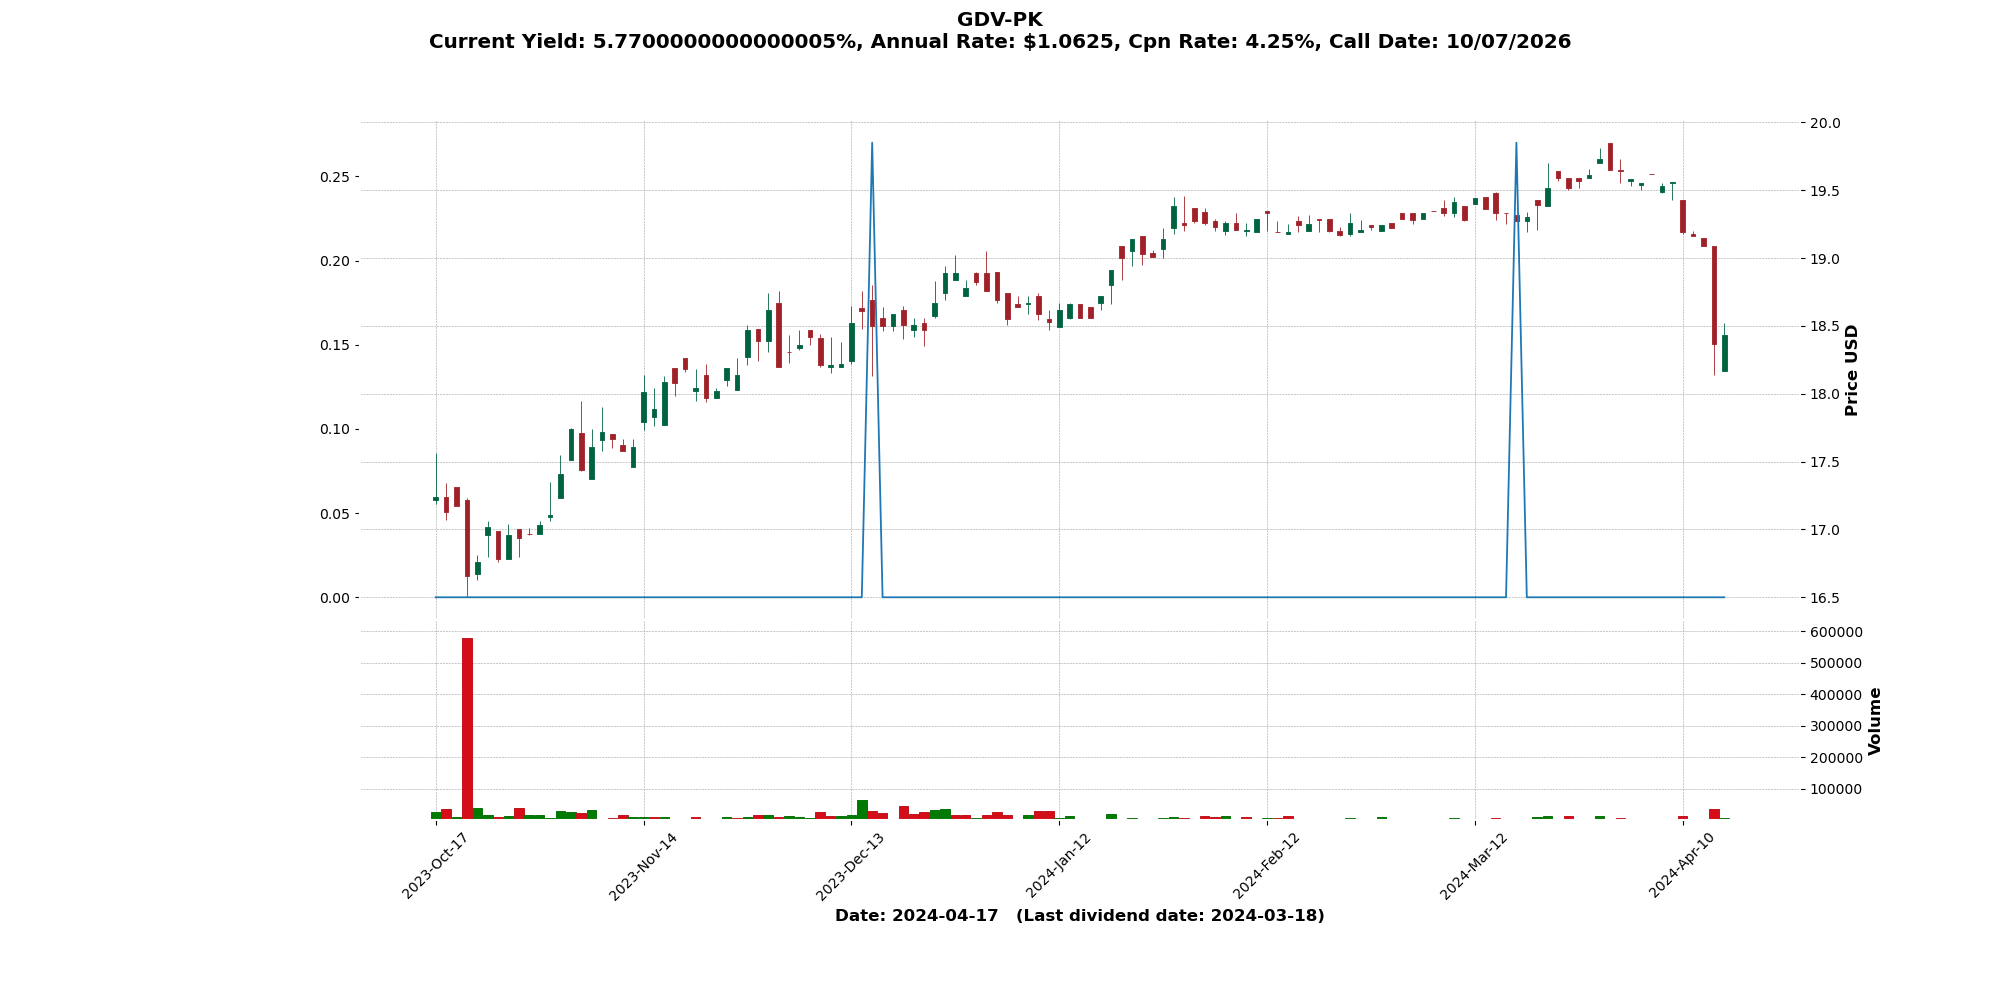 GDV-PK
Current Yield: 5.7700000000000005%, Annual Rate: $1.0625, Cpn Rate: 4.25%, Call Date: 10/07/2026
0.25
0.20
0.15
0.10
0.05
0.00
20.0
19.5
19.0
18.5
18.0
17.5
17.0
16.5
Price USD
600000
500000
400000
300000
200000
100000
Volume
2023-Oct-17
2023-Nov-14
2023-Dec-13
2024-Jan-12
2024-Feb-12
2024-Mar-12
2024-Apr-10
Date: 2024-04-17 (Last dividend date: 2024-03-18)